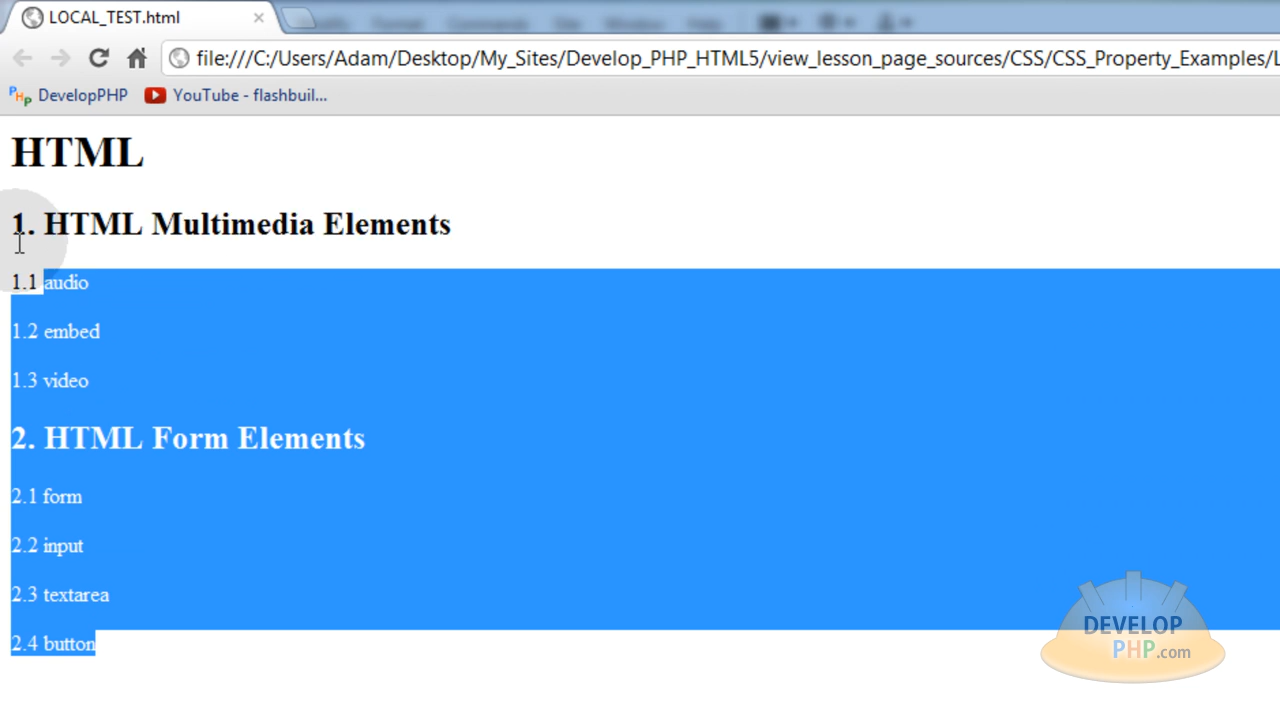 LOCAL_TEST.html
file:///C:/Users/Adam/Desktop/My_Sites/Develop_PHP_HTML5/view_lesson_page_sources/CSS/CSS_Property_Examples/L
PHP DevelopPHP YouTube - flashbuil...
HTML
1. HTML Multimedia Elements
1.1 audio
1.2 embed
1.3 video
2. HTML Form Elements
2.1 form
2.2 input
2.3 textarea
2.4 button
DEVELOP
PHP.com